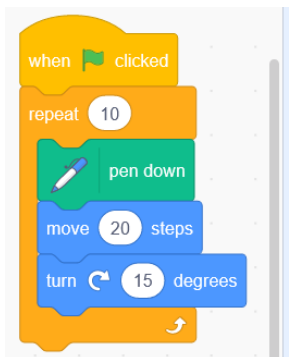 when clicked
repeat 10
pen down
move 20 steps
turn 15 degrees